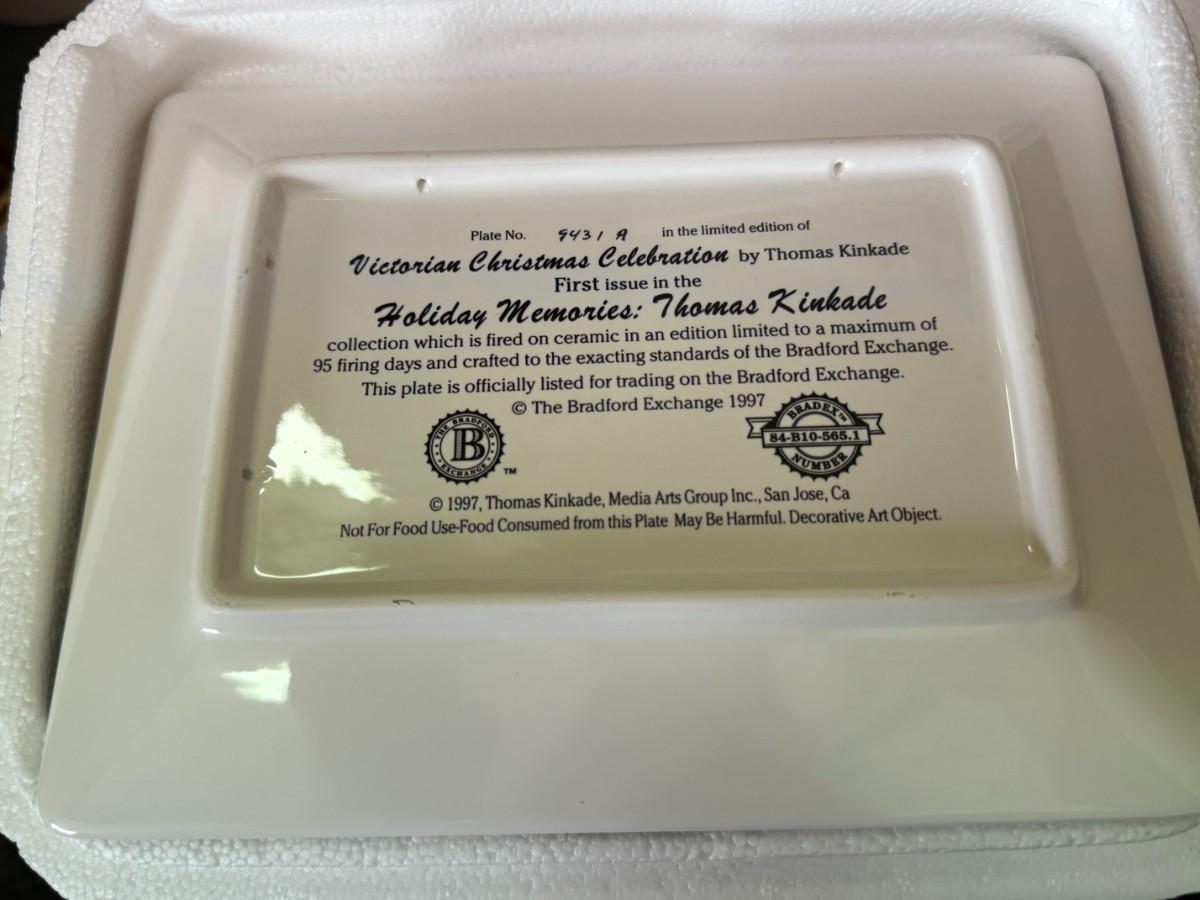 Plate No. 9431 A in the limited edition of
Victorian Christmas Celebration by Thomas Kinkade
First issue in the
Holiday Memories: Thomas Kinkade
collection which is fired on ceramic in an edition limited to a maximum of
95 firing days and crafted to the exacting standards of the Bradford Exchange.
This plate is officially listed for trading on the Bradford Exchange.
© The Bradford Exchange 1997
THE BRADFORD
B
EXCHANGE
TM
BRADEX™
84-B10-565.1
NUMBER
© 1997, Thomas Kinkade, Media Arts Group Inc., San Jose, Ca
Not For Food Use-Food Consumed from this Plate May Be Harmful. Decorative Art Object.